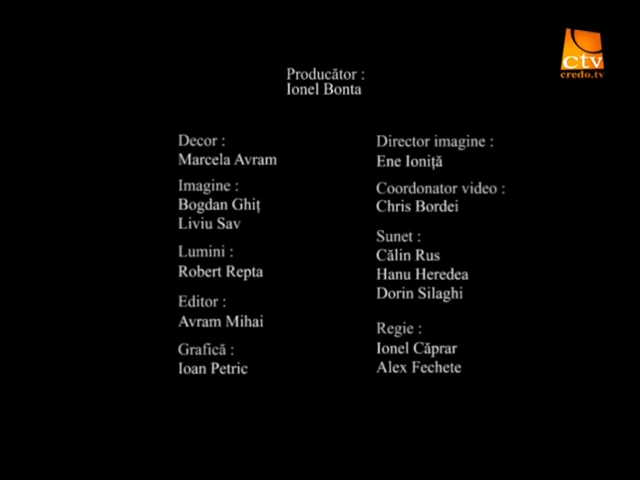 ctv
credo.tv
Producător :
Ionel Bonta
Decor :
Marcela Avram
Imagine :
Bogdan Ghiț
Liviu Sav
Lumini :
Robert Repta
Editor :
Avram Mihai
Grafică :
Ioan Petric
Director imagine :
Ene Ioniță
Coordonator video :
Chris Bordei
Sunet :
Călin Rus
Hanu Heredea
Dorin Silaghi
Regie :
Ionel Căprar
Alex Fechete